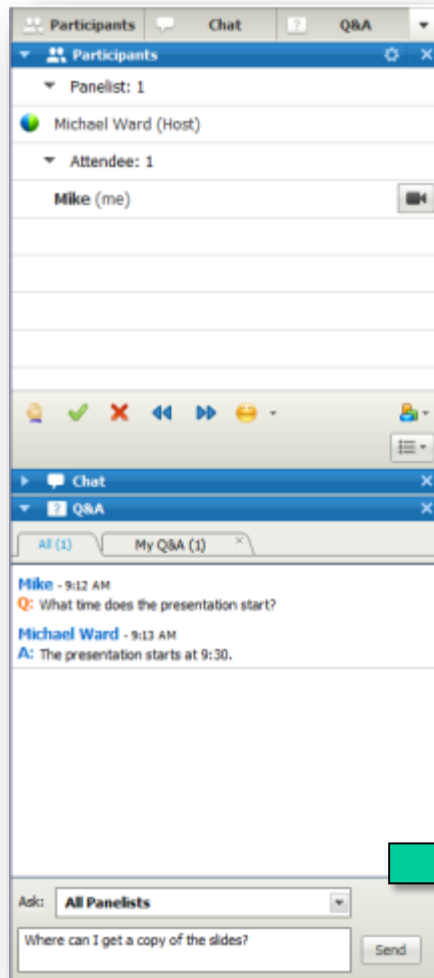 Participants Chat ? Q&A
Participants
Panelist: 1
Michael Ward (Host)
Attendee: 1
Mike (me)
Chat
? Q&A
All (1) My Q&A (1)
Mike - 9:12 AM
Q: What time does the presentation start?
Michael Ward - 9:13 AM
A: The presentation starts at 9:30.
Ask: All Panelists
Where can I get a copy of the slides?
Send